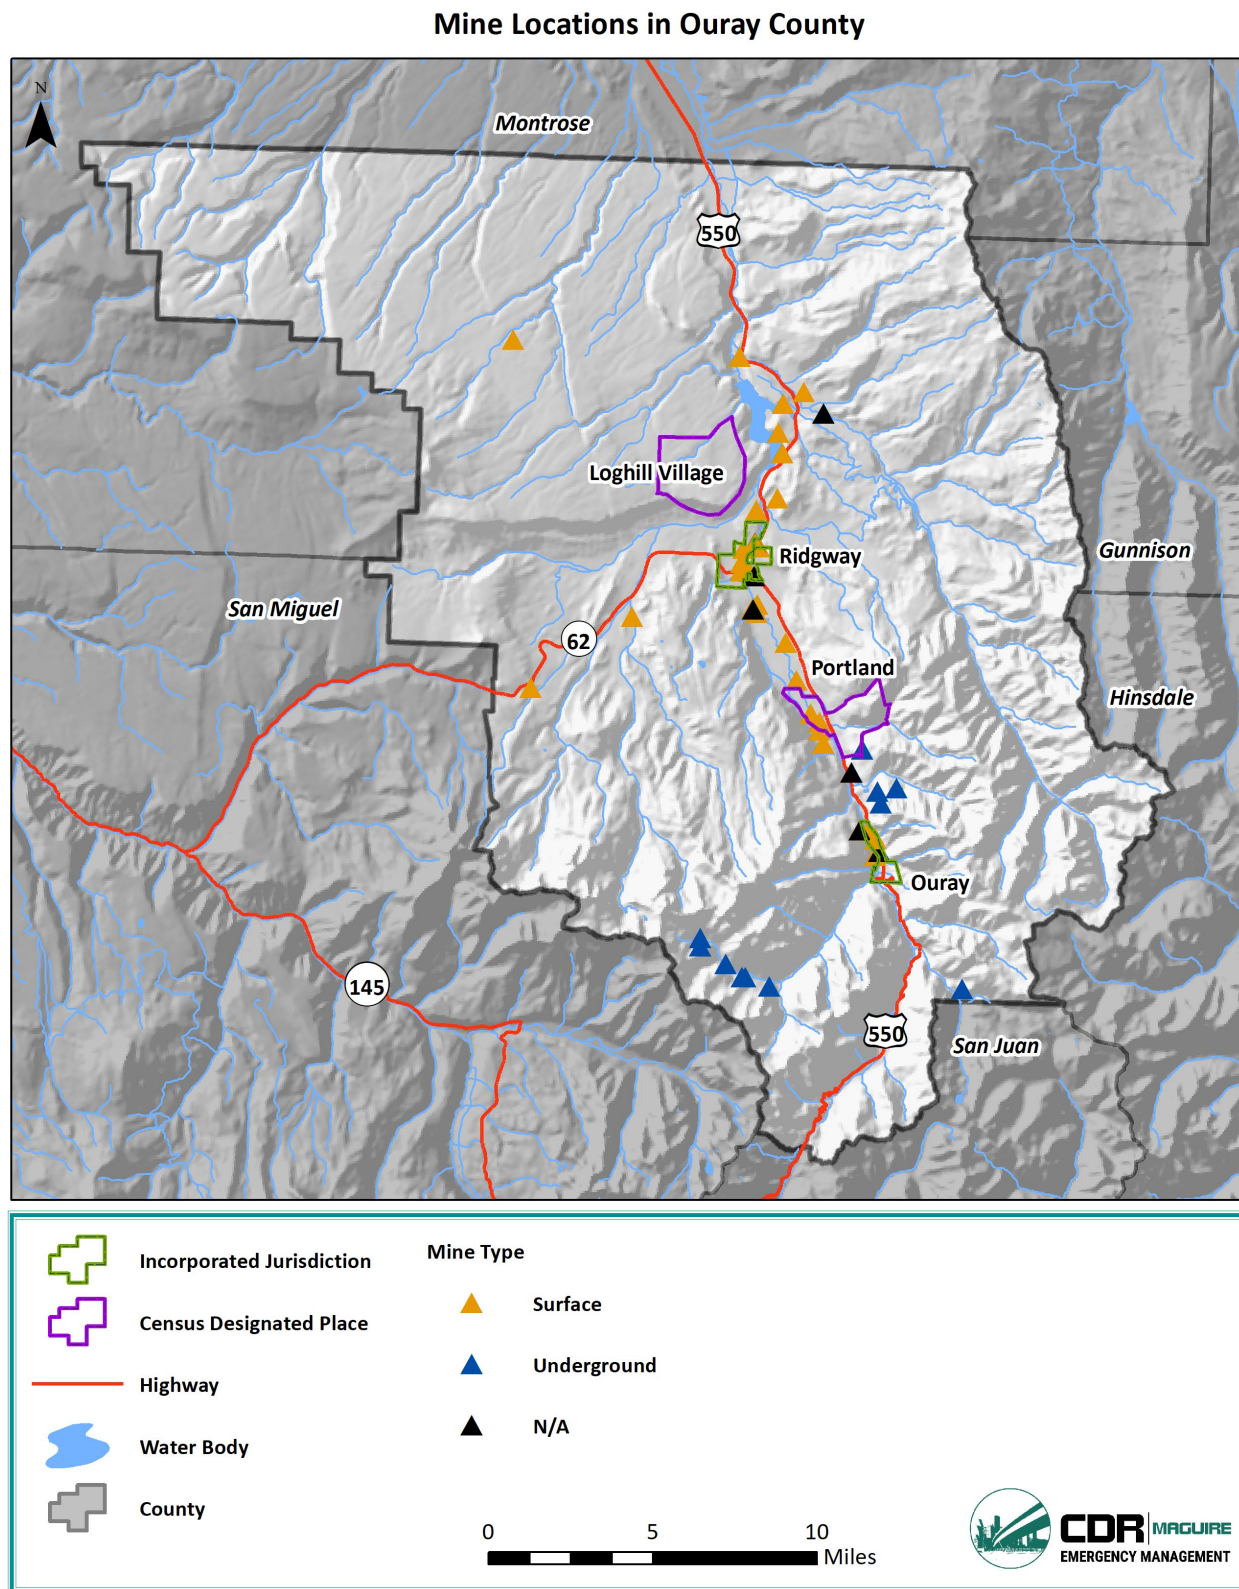 Mine Locations in Ouray County
N
Montrose
550
Loghill Village
Ridgway
Gunnison
San Miguel
62
Portland
Hinsdale
Ouray
145
550
San Juan
Incorporated Jurisdiction
Census Designated Place
Highway
Water Body
County
Mine Type
Surface
Underground
N/A
0 5 10
Miles
CDR MAGUIRE
EMERGENCY MANAGEMENT